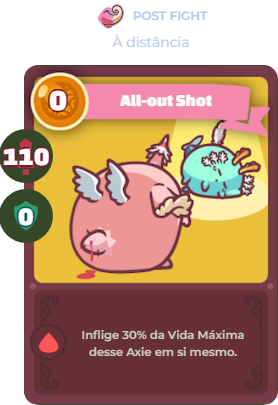 POST FIGHT
À distância
0
All-out Shot
110
0
Inflige 30% da Vida Máxima
desse Axie em si mesmo.